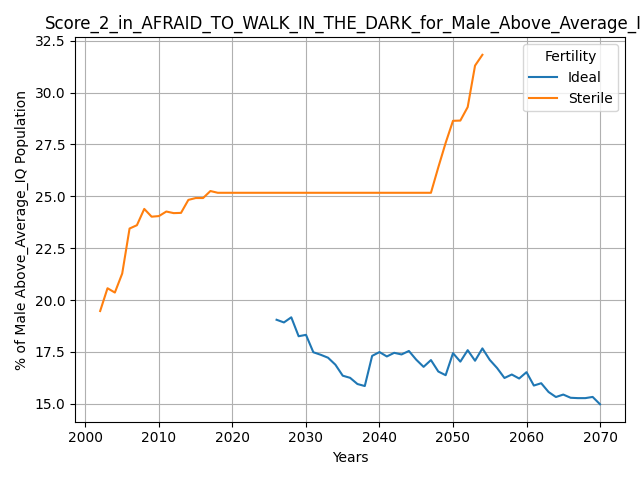 Score_2_in_AFRAID_TO_WALK_IN_THE_DARK_for_Male_Above_Average_I
Fertility
Ideal
Sterile
% of Male Above_Average_IQ Population
32.5
30.0
27.5
25.0
22.5
20.0
17.5
15.0
2000 2010 2020 2030 2040 2050 2060 2070
Years